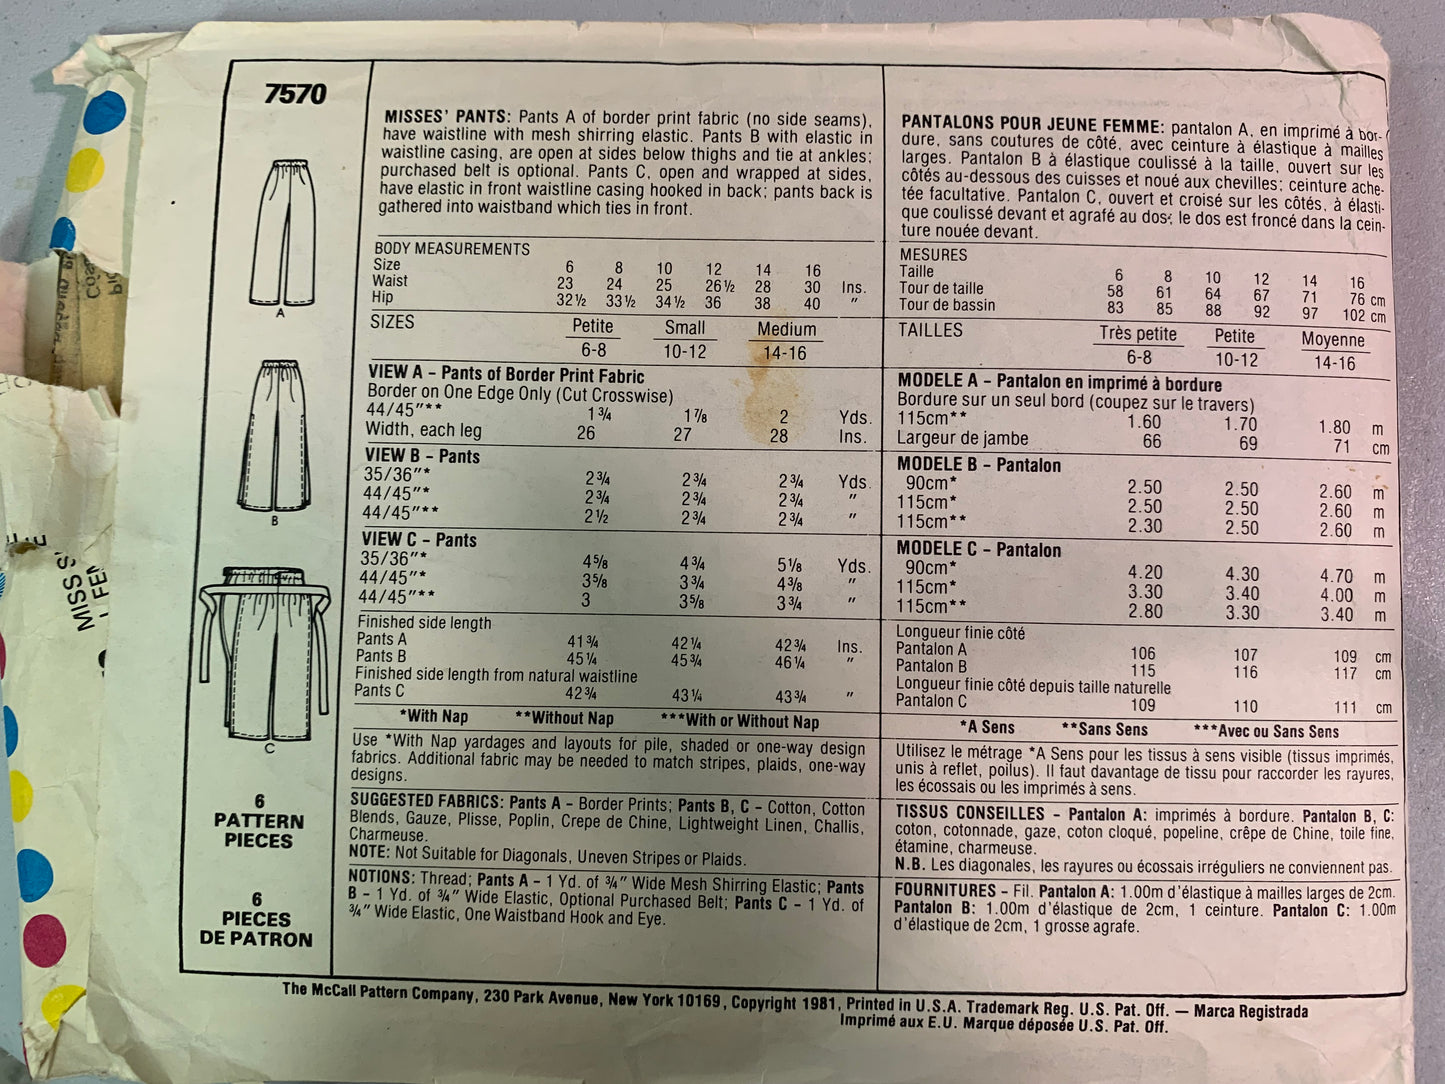 7570
A
B
C
6
PATTERN
PIECES
6
PIECES
DE PATRON
MISSES' PANTS: Pants A of border print fabric (no side seams),
have waistline with mesh shirring elastic. Pants B with elastic in
waistline casing, are open at sides below thighs and tie at ankles;
purchased belt is optional. Pants C, open and wrapped at sides,
have elastic in front waistline casing hooked in back; pants back is
gathered into waistband which ties in front.
BODY MEASUREMENTS
Size 6 8 10 12 14 16
Waist 23 24 25 26½ 28 30 Ins.
Hip 32½ 33½ 34½ 36 38 40 "
SIZES Petite Small Medium
6-8 10-12 14-16
VIEW A - Pants of Border Print Fabric
Border on One Edge Only (Cut Crosswise)
44/45"** 1¾ 1⅞ 2 Yds.
Width, each leg 26 27 28 Ins.
VIEW B - Pants
35/36"* 2¾ 2¾ 2¾ Yds.
44/45"* 2¾ 2¾ 2¾ "
44/45"** 2½ 2¾ 2¾ "
VIEW C - Pants
35/36"* 4⅝ 4¾ 5⅛ Yds.
44/45"* 3⅝ 3¾ 4⅜ "
44/45"** 3 3⅝ 3¾ "
Finished side length
Pants A 41¾ 42¼ 42¾ Ins.
Pants B 45¼ 45¾ 46¼ "
Finished side length from natural waistline
Pants C 42¾ 43¼ 43¾ "
*With Nap **Without Nap ***With or Without Nap
Use *With Nap yardages and layouts for pile, shaded or one-way design
fabrics. Additional fabric may be needed to match stripes, plaids, one-way
designs.
SUGGESTED FABRICS: Pants A - Border Prints; Pants B, C - Cotton, Cotton
Blends, Gauze, Plisse, Poplin, Crepe de Chine, Lightweight Linen, Challis,
Charmeuse.
NOTE: Not Suitable for Diagonals, Uneven Stripes or Plaids.
NOTIONS: Thread; Pants A - 1 Yd. of ¾" Wide Mesh Shirring Elastic; Pants
B - 1 Yd. of ¾" Wide Elastic, Optional Purchased Belt; Pants C - 1 Yd. of
¾" Wide Elastic, One Waistband Hook and Eye.
PANTALONS POUR JEUNE FEMME: pantalon A, en imprimé à bor-
dure, sans coutures de côté, avec ceinture à élastique à mailles
larges. Pantalon B à élastique coulissé à la taille, ouvert sur les
côtés au-dessous des cuisses et noué aux chevilles; ceinture ache-
tée facultative. Pantalon C, ouvert et croisé sur les côtés, à élasti-
que coulissé devant et agrafé au dos; le dos est froncé dans la cein-
ture nouée devant.
MESURES
Taille 6 8 10 12 14 16
Tour de taille 58 61 64 67 71 76 cm
Tour de bassin 83 85 88 92 97 102 cm
TAILLES Très petite Petite Moyenne
6-8 10-12 14-16
MODELE A - Pantalon en imprimé à bordure
Bordure sur un seul bord (coupez sur le travers)
115cm** 1.60 1.70 1.80 m
Largeur de jambe 66 69 71 cm
MODELE B - Pantalon
90cm* 2.50 2.50 2.60 m
115cm* 2.50 2.50 2.60 m
115cm** 2.30 2.50 2.60 m
MODELE C - Pantalon
90cm* 4.20 4.30 4.70 m
115cm* 3.30 3.40 4.00 m
115cm** 2.80 3.30 3.40 m
Longueur finie côté
Pantalon A 106 107 109 cm
Pantalon B 115 116 117 cm
Longueur finie côté depuis taille naturelle
Pantalon C 109 110 111 cm
*A Sens **Sans Sens ***Avec ou Sans Sens
Utilisez le métrage *A Sens pour les tissus à sens visible (tissus imprimés,
unis à reflet, poilus). Il faut davantage de tissu pour raccorder les rayures,
les écossais ou les imprimés à sens.
TISSUS CONSEILLES - Pantalon A: imprimés à bordure. Pantalon B, C:
coton, cotonnade, gaze, coton cloqué, popeline, crêpe de Chine, toile fine,
étamine, charmeuse.
N.B. Les diagonales, les rayures ou écossais irréguliers ne conviennent pas.
FOURNITURES - Fil. Pantalon A: 1.00m d'élastique à mailles larges de 2cm.
Pantalon B: 1.00m d'élastique de 2cm, 1 ceinture. Pantalon C: 1.00m
d'élastique de 2cm, 1 grosse agrafe.
The McCall Pattern Company, 230 Park Avenue, New York 10169, Copyright 1981, Printed in U.S.A. Trademark Reg. U.S. Pat. Off. — Marca Registrada
Imprimé aux E.U. Marque déposée U.S. Pat. Off.
MISS